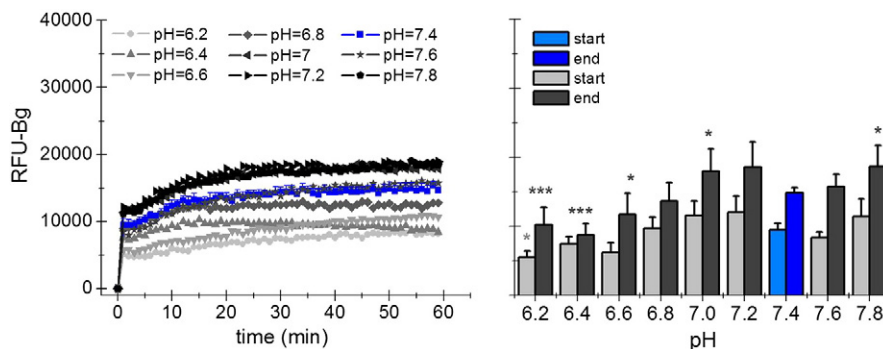 40000
30000
20000
10000
0
RFU-Bg
pH=6.2
pH=6.8
pH=7.4
pH=6.4
pH=7
pH=7.6
pH=6.6
pH=7.2
pH=7.8
0 10 20 30 40 50 60
time (min)
start
end
start
end
*
***
***
*
*
*
6.2 6.4 6.6 6.8 7.0 7.2 7.4 7.6 7.8
pH